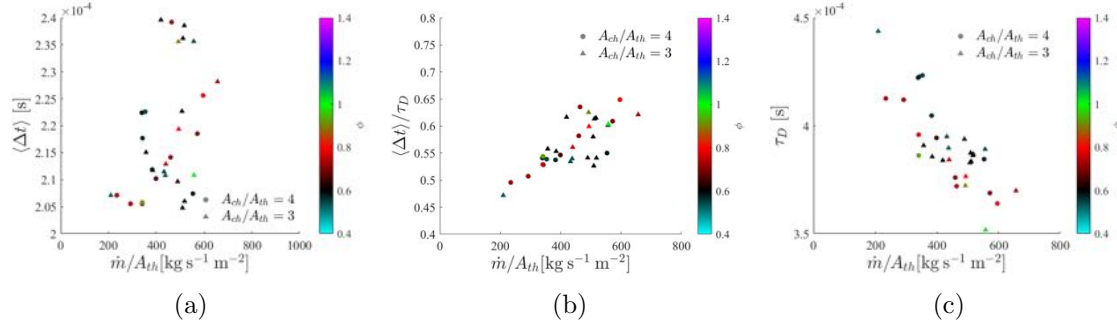 ×10⁻⁴
2.4
2.35
2.3
2.25
2.2
2.15
2.1
2.05
2
0 200 400 600 800 1000
⟨Δt⟩ [s]
ṁ/A_th[kg s⁻¹ m⁻²]
A_ch/A_th = 4
A_ch/A_th = 3
1.4
1.2
1
0.8
0.6
0.4
ϕ
(a)
0.8
0.75
0.7
0.65
0.6
0.55
0.5
0.45
0.4
0 200 400 600 800
⟨Δt⟩/τ_D
ṁ/A_th[kg s⁻¹ m⁻²]
A_ch/A_th = 4
A_ch/A_th = 3
1.4
1.2
1
0.8
0.6
0.4
ϕ
(b)
4.5 ×10⁻⁴
4
3.5
0 200 400 600 800
τ_D [s]
ṁ/A_th[kg s⁻¹ m⁻²]
A_ch/A_th = 4
A_ch/A_th = 3
1.4
1.2
1
0.8
0.6
0.4
ϕ
(c)